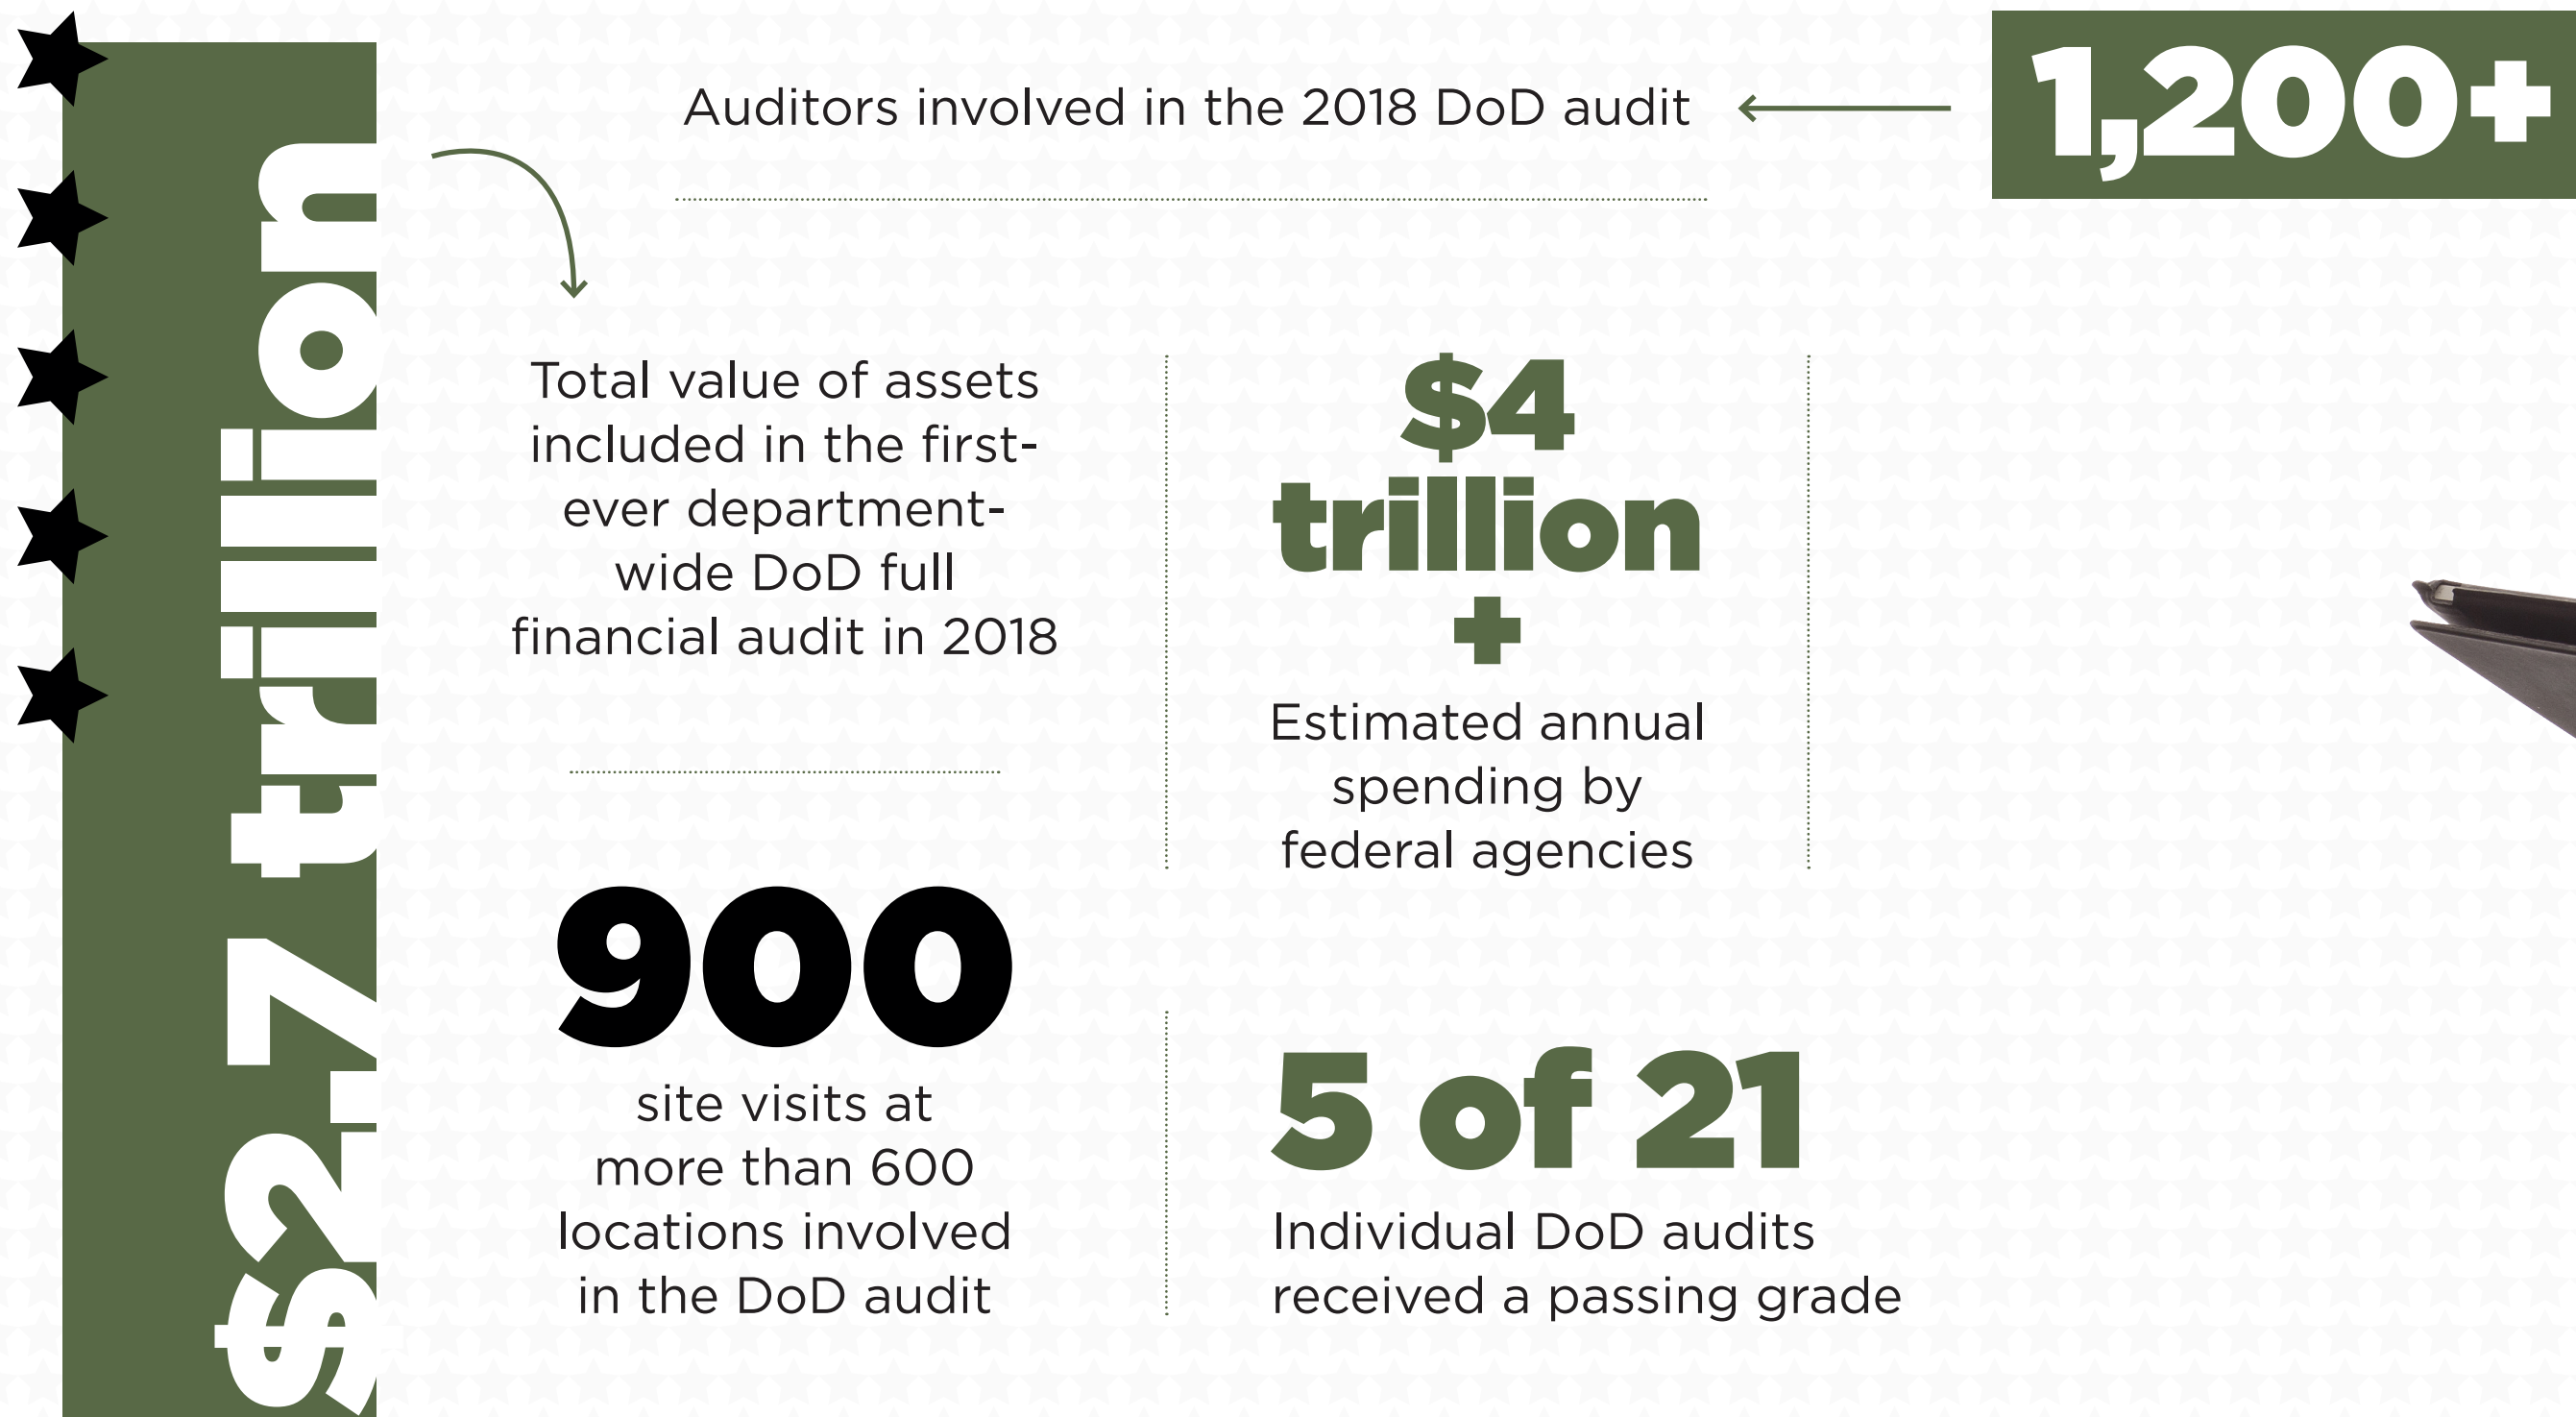 1,200+
Auditors involved in the 2018 DoD audit
$2.7 trillion
Total value of assets
included in the first-
ever department-
wide DoD full
financial audit in 2018
$4
trillion
+
Estimated annual
spending by
federal agencies
900
site visits at
more than 600
locations involved
in the DoD audit
5 of 21
Individual DoD audits
received a passing grade